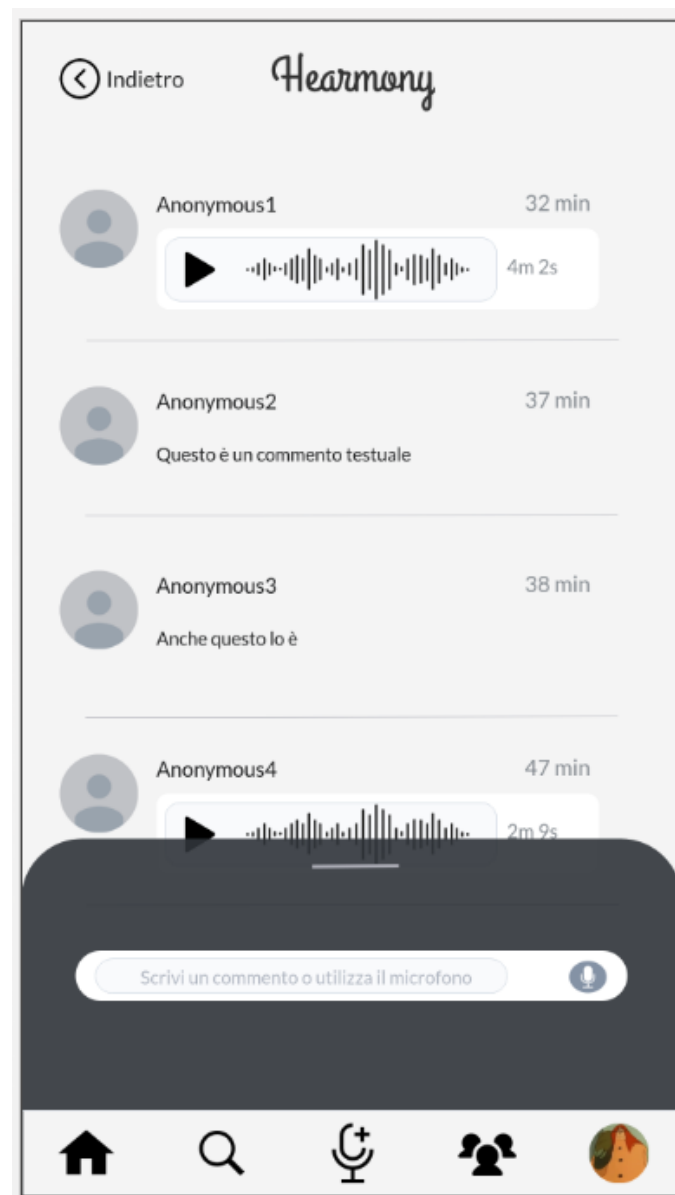 Indietro
Hearmony
Anonymous1
32 min
4m 2s
Anonymous2
37 min
Questo è un commento testuale
Anonymous3
38 min
Anche questo lo è
Anonymous4
47 min
2m 9s
Scrivi un commento o utilizza il microfono